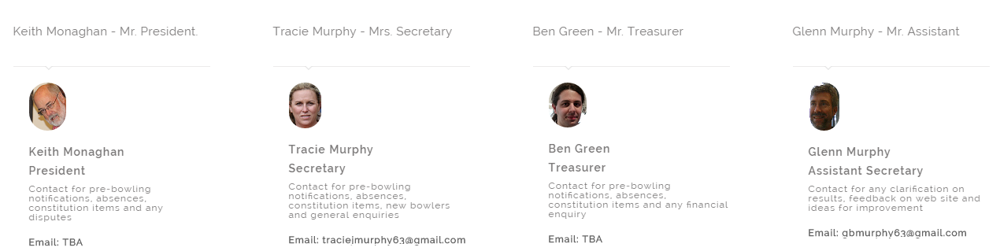 Keith Monaghan - Mr. President.
Keith Monaghan
President
Contact for pre-bowling
notifications, absences,
constitution items and any
disputes
Email: TBA
Tracie Murphy - Mrs. Secretary
Tracie Murphy
Secretary
Contact for pre-bowling
notifications, absences,
constitution items, new bowlers
and general enquiries
Email: traciejmurphy63@gmail.com
Ben Green - Mr. Treasurer
Ben Green
Treasurer
Contact for pre-bowling
notifications, absences,
constitution items and any financial
enquiry
Email: TBA
Glenn Murphy - Mr. Assistant
Glenn Murphy
Assistant Secretary
Contact for any clarification on
results, feedback on web site and
ideas for improvement
Email: gbmurphy63@gmail.com